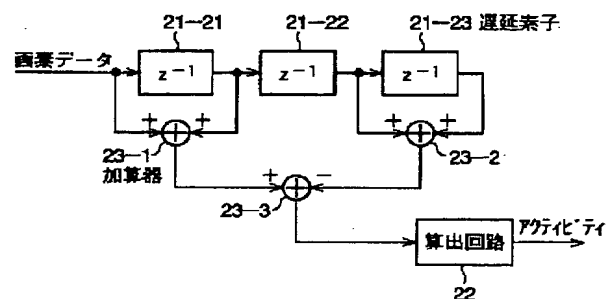 21-21
21-22
21-23 遅延素子
画素データ
z⁻¹
z⁻¹
z⁻¹
+
+
+
+
23-1
加算器
23-2
+
-
23-3
算出回路
アクティビティ
22